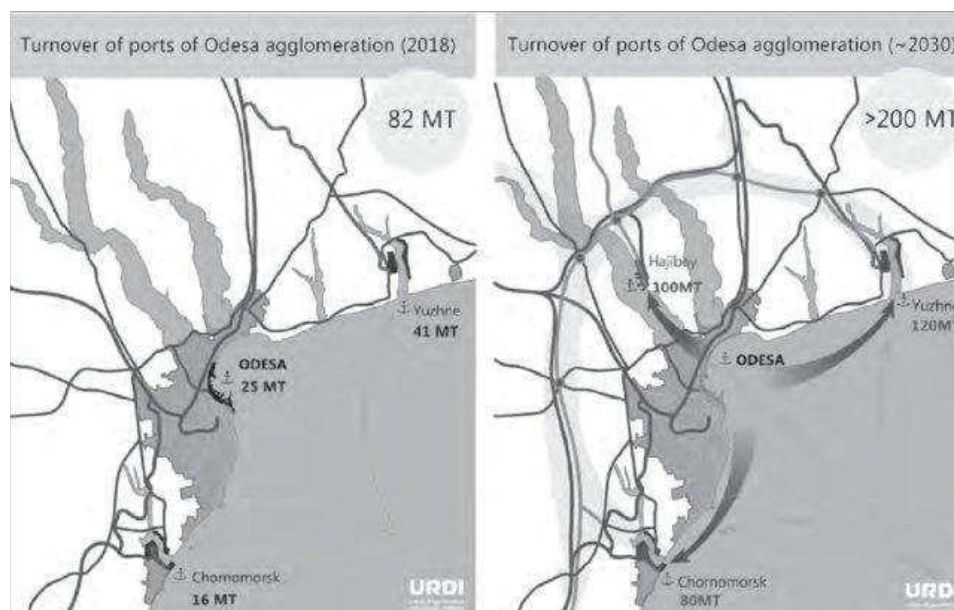 Turnover of ports of Odesa agglomeration (2018)
82 MT
Yuzhne
41 MT
ODESA
25 MT
Chornomorsk
16 MT
URDI
Turnover of ports of Odesa agglomeration (~2030)
>200 MT
Hajibey
100MT
Yuzhne
120MT
ODESA
Chornomorsk
80MT
URDI